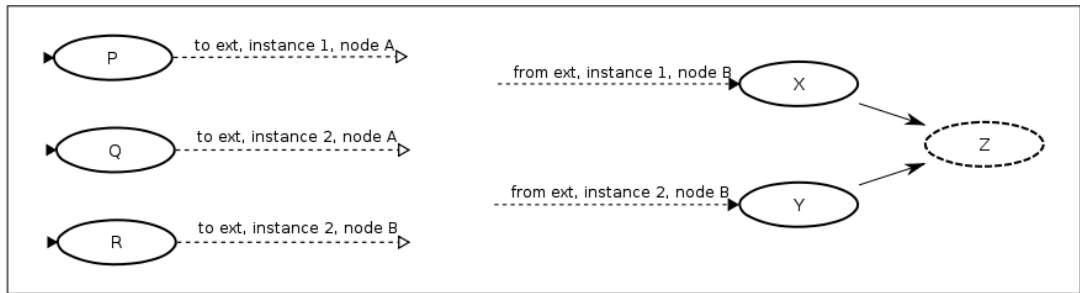 P
to ext, instance 1, node A
Q
to ext, instance 2, node A
R
to ext, instance 2, node B
from ext, instance 1, node B
X
from ext, instance 2, node B
Y
Z